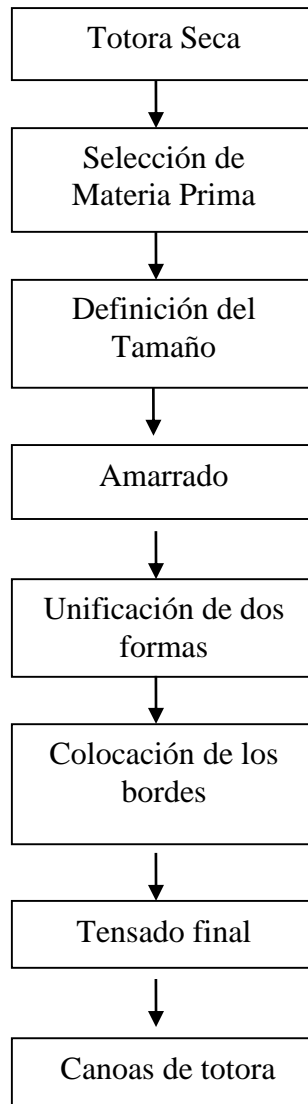 Totora Seca
Selección de
Materia Prima
Definición del
Tamaño
Amarrado
Unificación de dos
formas
Colocación de los
bordes
Tensado final
Canoas de totora